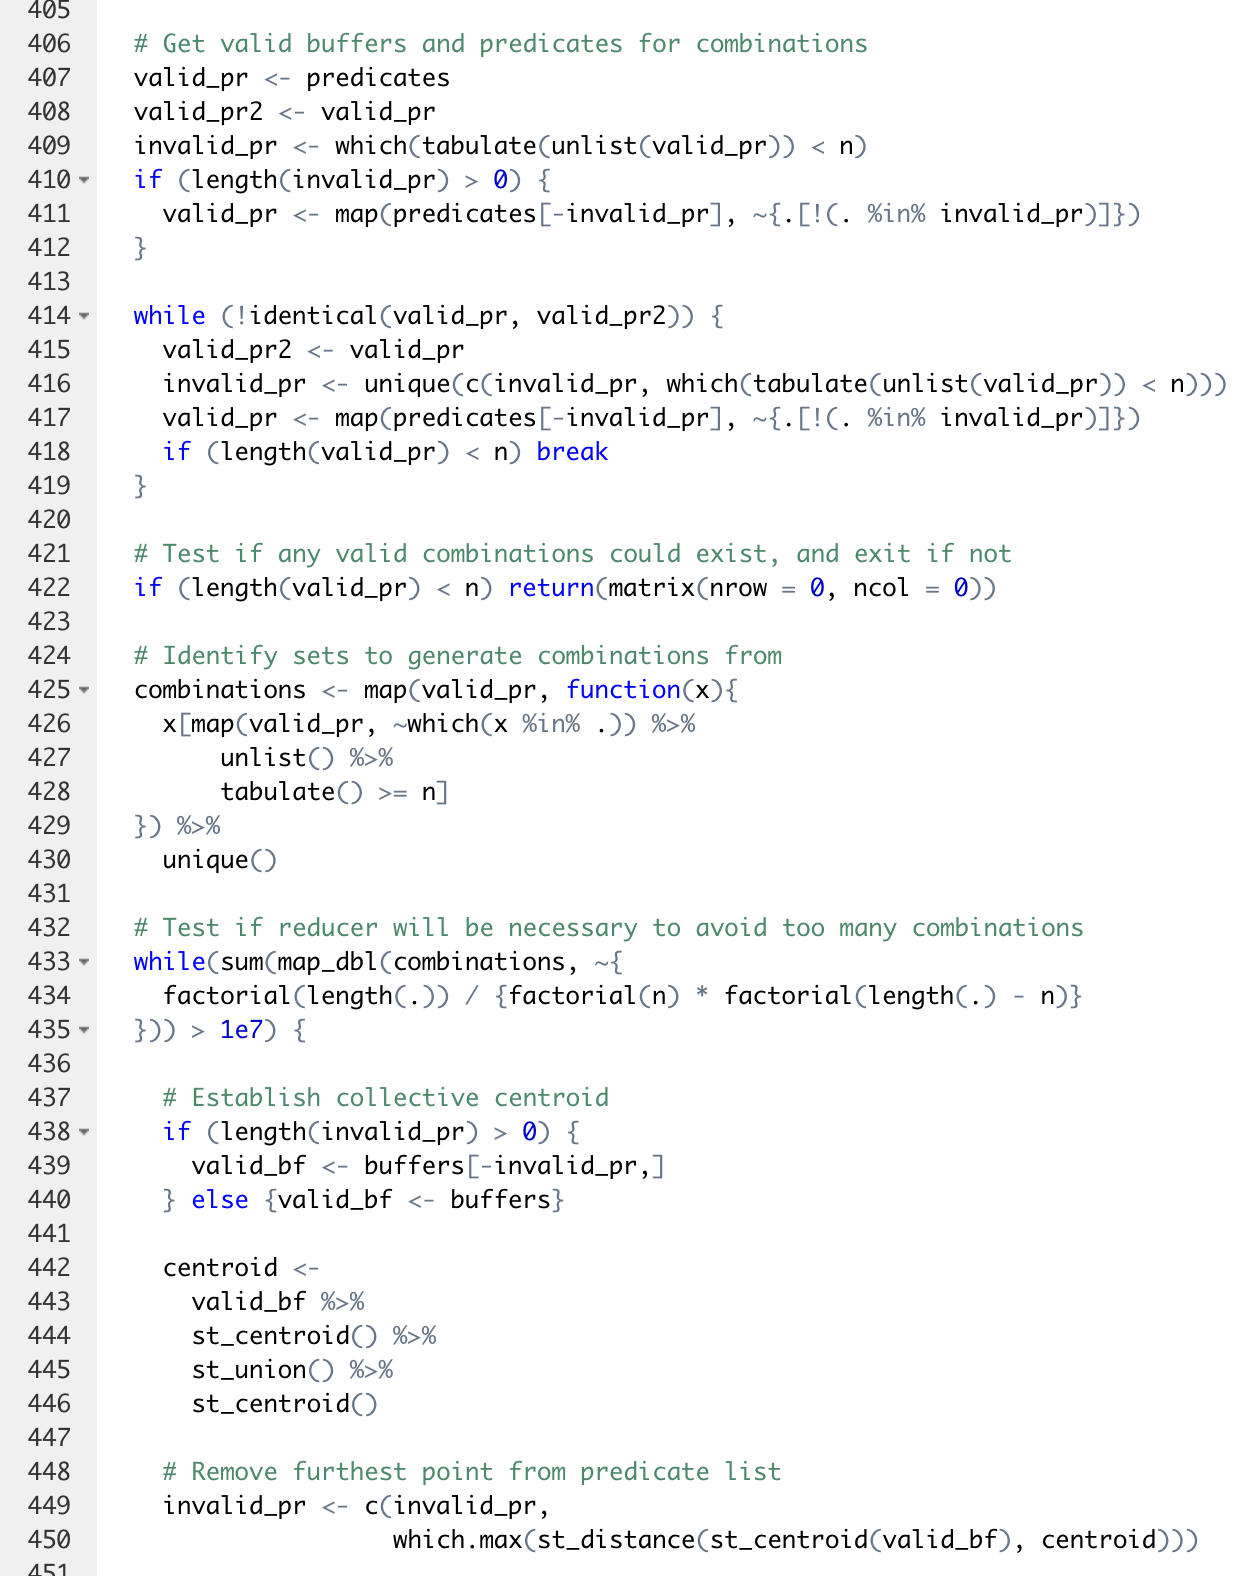 405
406 # Get valid buffers and predicates for combinations
407 valid_pr <- predicates
408 valid_pr2 <- valid_pr
409 invalid_pr <- which(tabulate(unlist(valid_pr)) < n)
410 if (length(invalid_pr) > 0) {
411 valid_pr <- map(predicates[-invalid_pr], ~{.[!(. %in% invalid_pr)]})
412 }
413
414 while (!identical(valid_pr, valid_pr2)) {
415 valid_pr2 <- valid_pr
416 invalid_pr <- unique(c(invalid_pr, which(tabulate(unlist(valid_pr)) < n)))
417 valid_pr <- map(predicates[-invalid_pr], ~{.[!(. %in% invalid_pr)]})
418 if (length(valid_pr) < n) break
419 }
420
421 # Test if any valid combinations could exist, and exit if not
422 if (length(valid_pr) < n) return(matrix(nrow = 0, ncol = 0))
423
424 # Identify sets to generate combinations from
425 combinations <- map(valid_pr, function(x){
426 x[map(valid_pr, ~which(x %in% .)) %>%
427 unlist() %>%
428 tabulate() >= n]
429 }) %>%
430 unique()
431
432 # Test if reducer will be necessary to avoid too many combinations
433 while(sum(map_dbl(combinations, ~{
434 factorial(length(.)) / {factorial(n) * factorial(length(.) - n)}
435 })) > 1e7) {
436
437 # Establish collective centroid
438 if (length(invalid_pr) > 0) {
439 valid_bf <- buffers[-invalid_pr,]
440 } else {valid_bf <- buffers}
441
442 centroid <-
443 valid_bf %>%
444 st_centroid() %>%
445 st_union() %>%
446 st_centroid()
447
448 # Remove furthest point from predicate list
449 invalid_pr <- c(invalid_pr,
450 which.max(st_distance(st_centroid(valid_bf), centroid)))
451